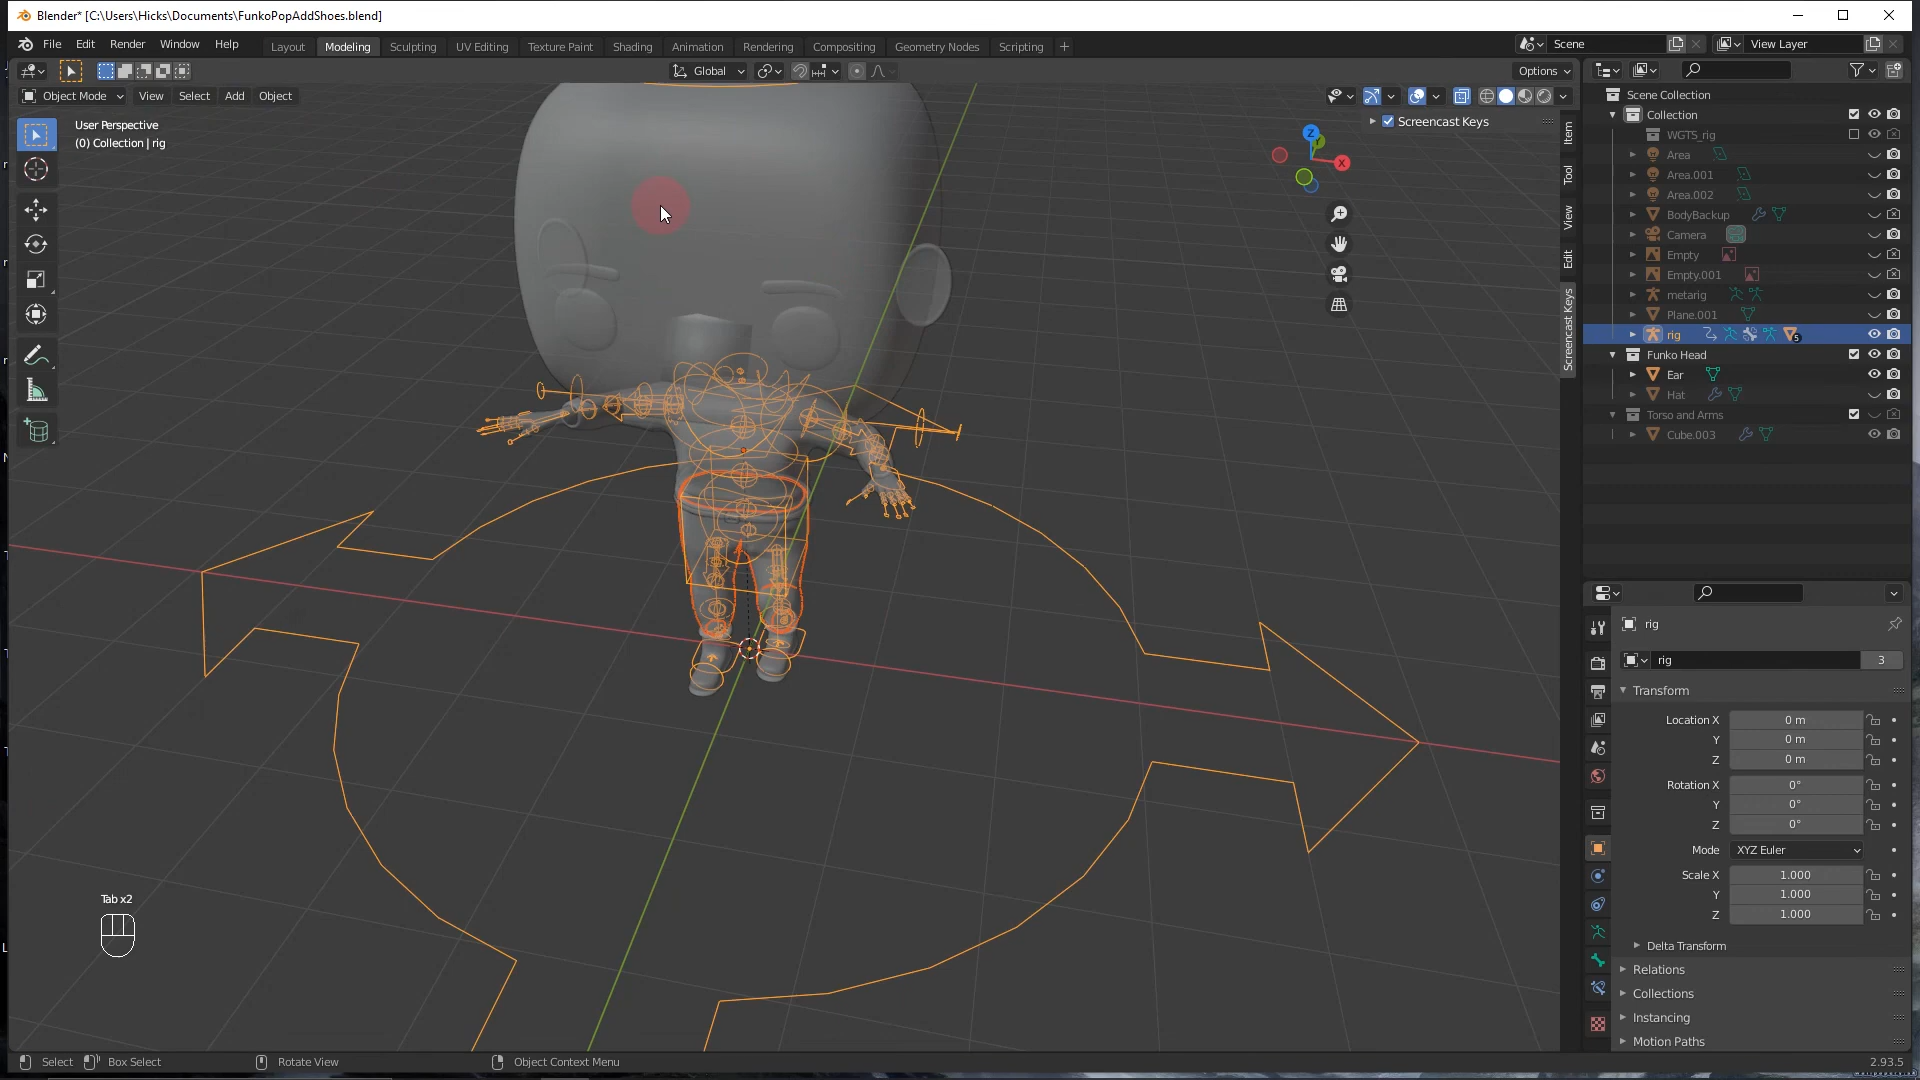 Blender* [C:\Users\Hicks\Documents\FunkoPopAddShoes.blend]
File Edit Render Window Help
Layout Modeling Sculpting UV Editing Texture Paint Shading Animation Rendering Compositing Geometry Nodes Scripting +
Scene
View Layer
Global
Options
Object Mode View Select Add Object
User Perspective
(0) Collection | rig
Screencast Keys
Z
Y
X
Item
Tool
View
Edit
Screencast Keys
Scene Collection
Collection
WGTS_rig
Area
Area.001
Area.002
BodyBackup
Camera
Empty
Empty.001
metarig
Plane.001
rig
5
Funko Head
Ear
Hat
Torso and Arms
Cube.003
rig
rig 3
Transform
Location X 0 m
Y 0 m
Z 0 m
Rotation X 0°
Y 0°
Z 0°
Mode XYZ Euler
Scale X 1.000
Y 1.000
Z 1.000
Delta Transform
Relations
Collections
Instancing
Motion Paths
Tab x2
Select Box Select Rotate View Object Context Menu
2.93.5